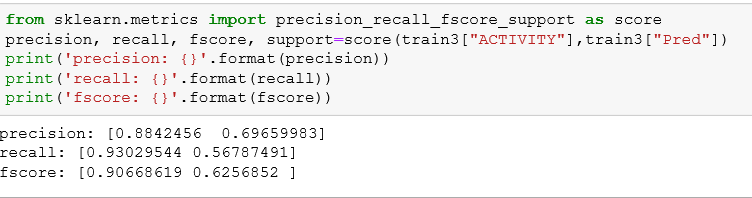 from sklearn.metrics import precision_recall_fscore_support as score
precision, recall, fscore, support=score(train3["ACTIVITY"],train3["Pred"])
print('precision: {}'.format(precision))
print('recall: {}'.format(recall))
print('fscore: {}'.format(fscore))
precision: [0.8842456  0.69659983]
recall: [0.93029544 0.56787491]
fscore: [0.90668619 0.6256852 ]